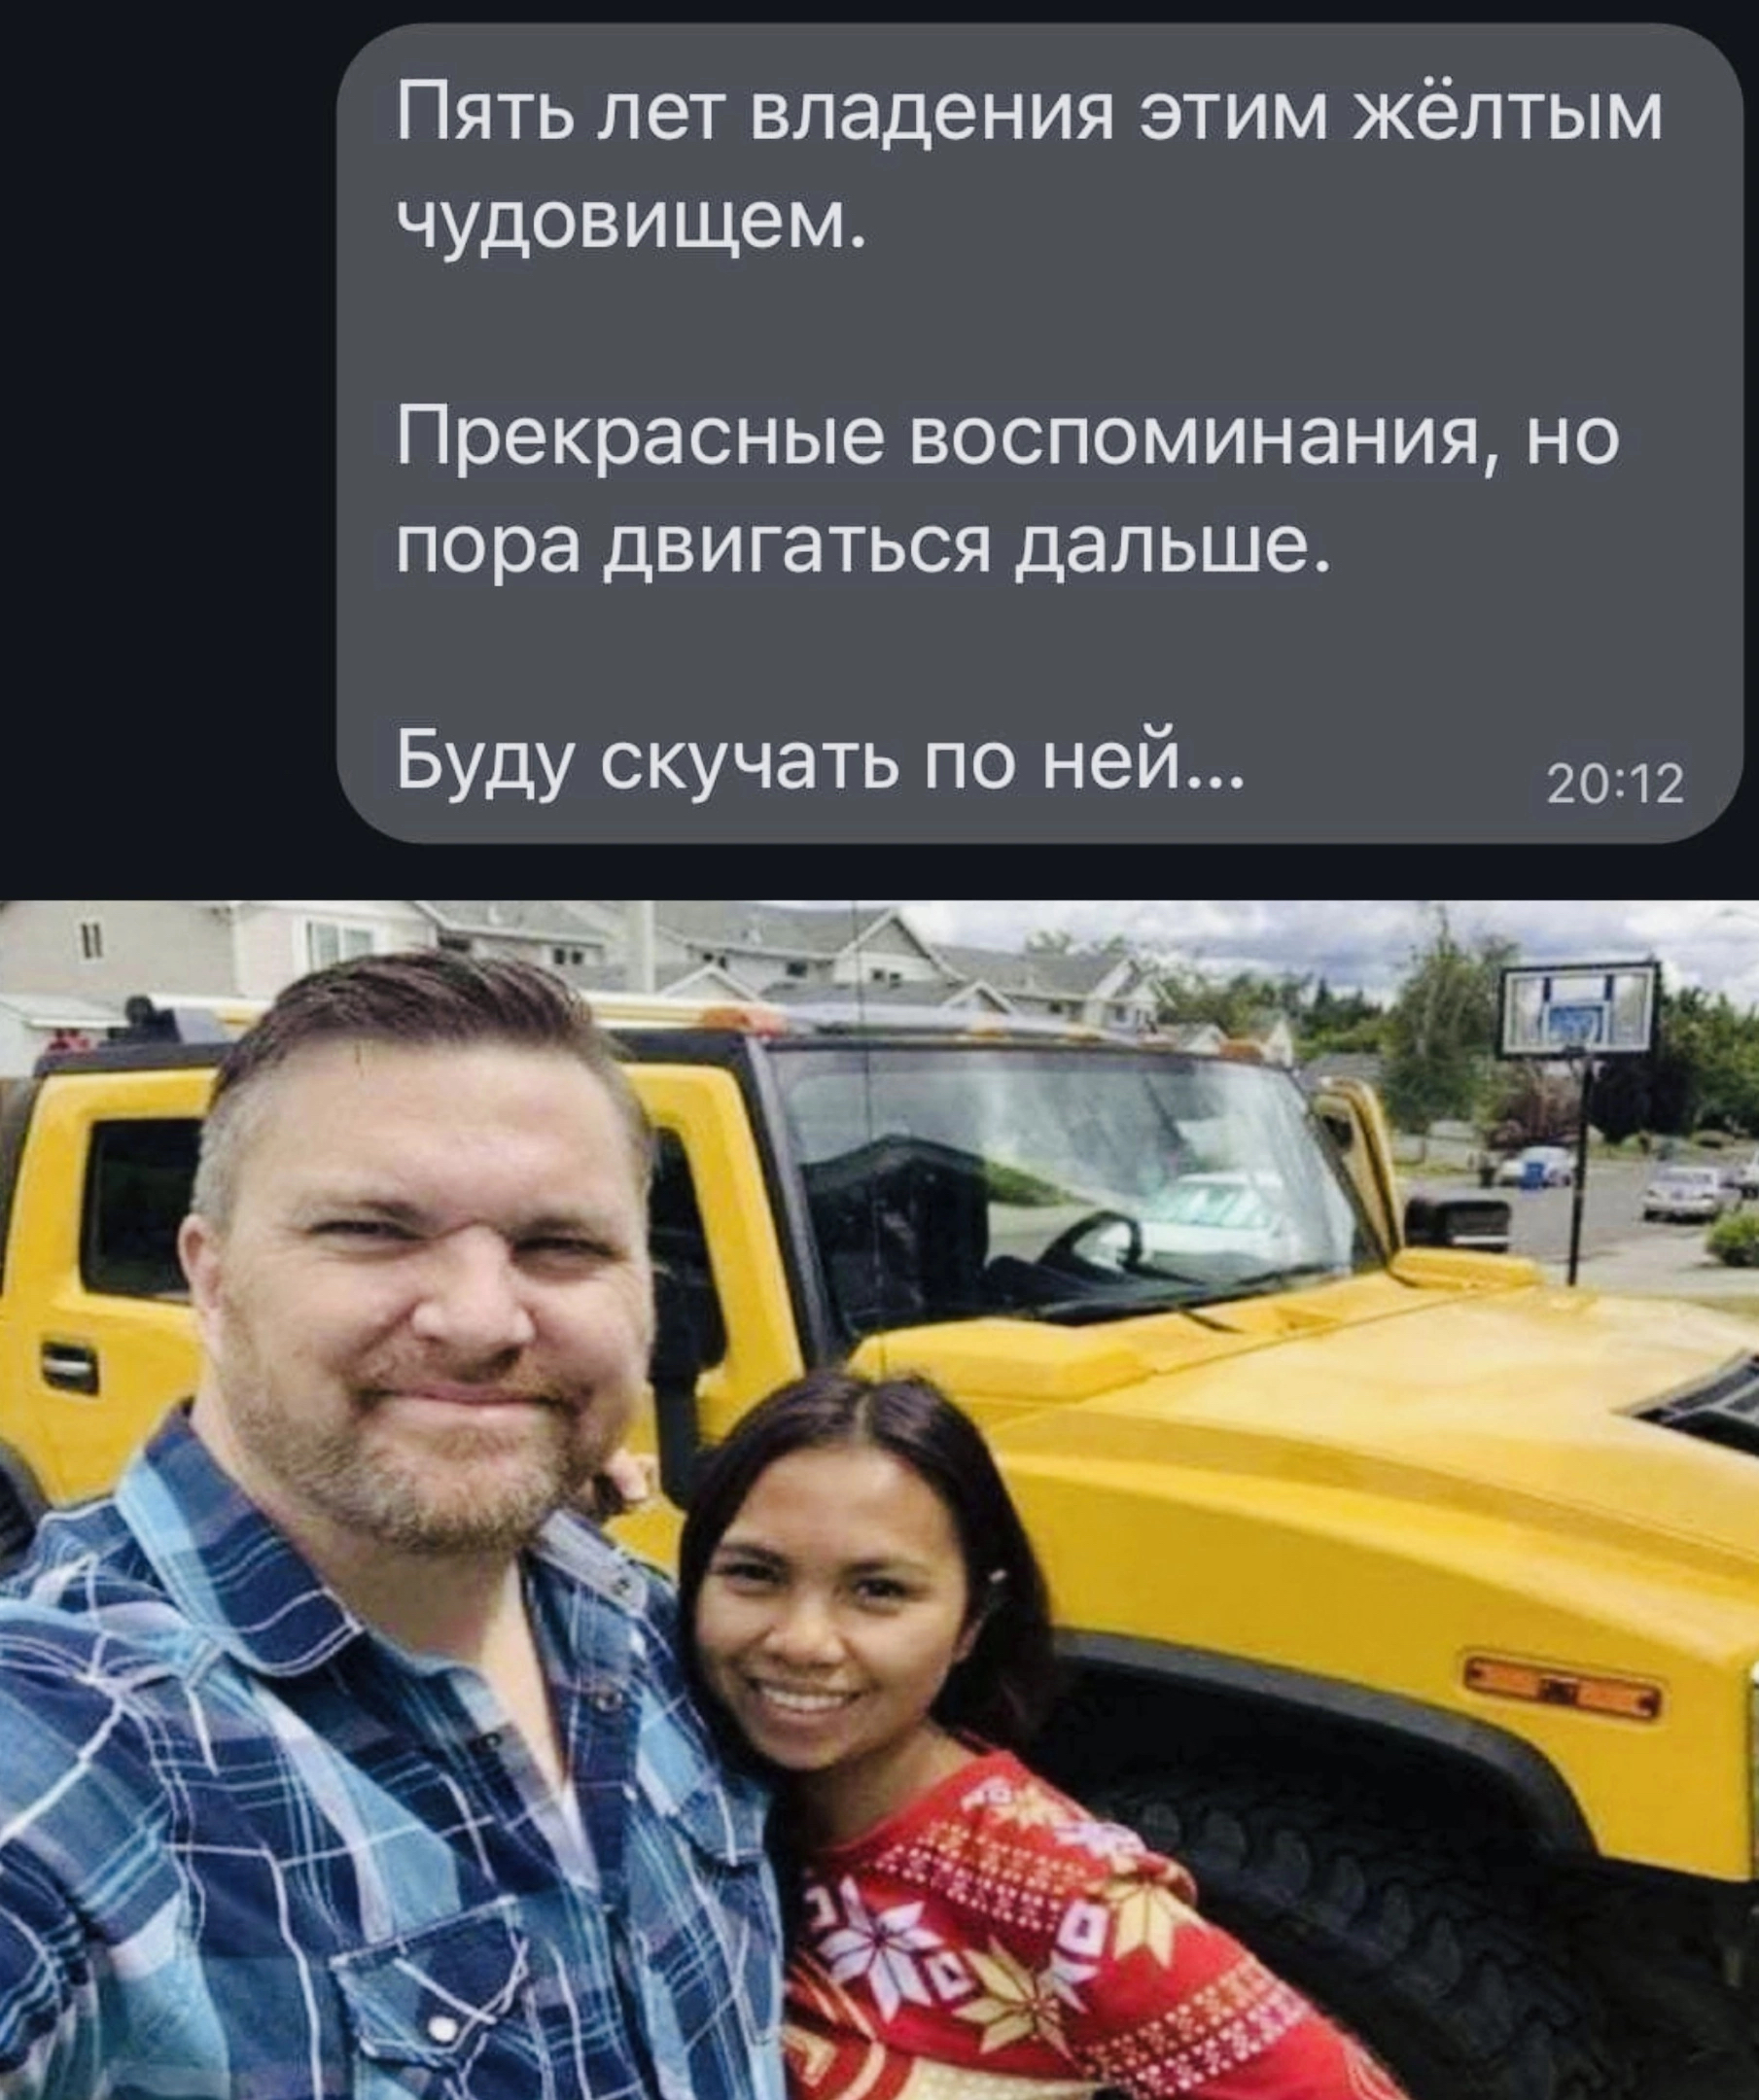 Пять лет владения этим жёлтым
чудовищем.
Прекрасные воспоминания, но
пора двигаться дальше.
Буду скучать по ней...
20:12